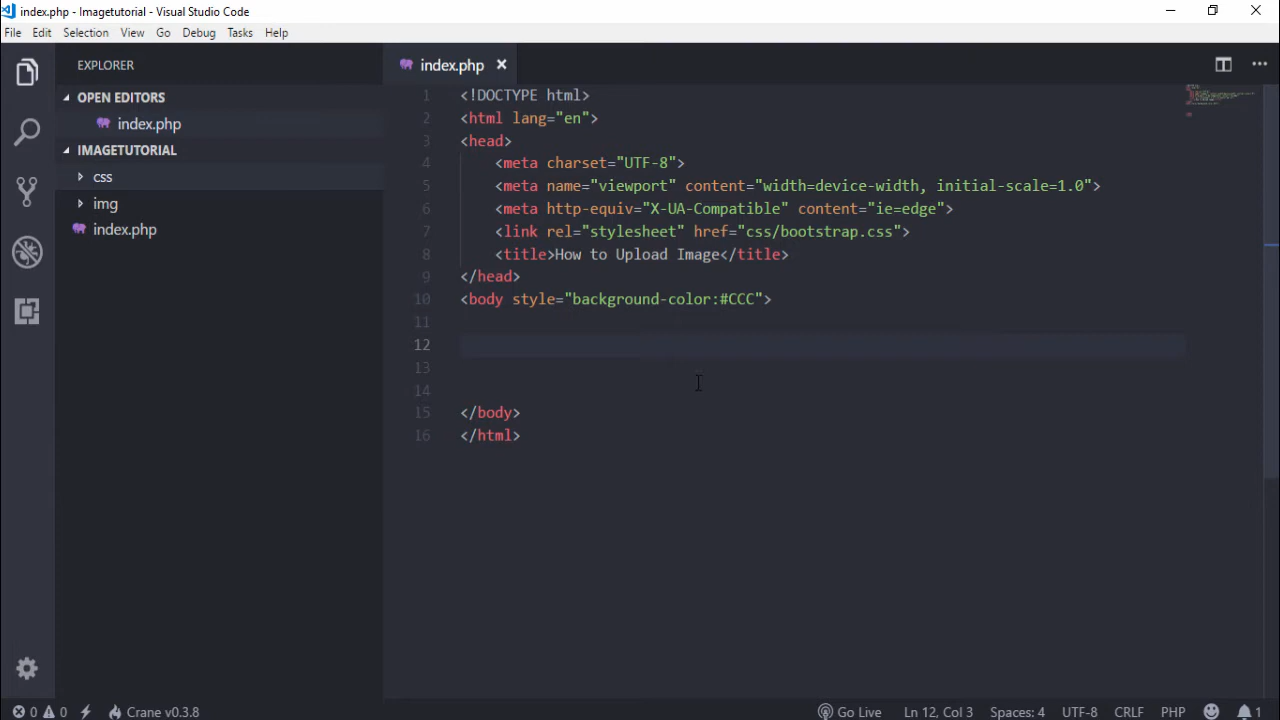 index.php - Imagetutorial - Visual Studio Code
File Edit Selection View Go Debug Tasks Help
EXPLORER
OPEN EDITORS
index.php
IMAGETUTORIAL
css
img
index.php
index.php
1 <!DOCTYPE html>
2 <html lang="en">
3 <head>
4 <meta charset="UTF-8">
5 <meta name="viewport" content="width=device-width, initial-scale=1.0">
6 <meta http-equiv="X-UA-Compatible" content="ie=edge">
7 <link rel="stylesheet" href="css/bootstrap.css">
8 <title>How to Upload Image</title>
9 </head>
10 <body style="background-color:#CCC">
11
12
13
14
15 </body>
16 </html>
0 0 Crane v0.3.8 Go Live Ln 12, Col 3 Spaces: 4 UTF-8 CRLF PHP 1